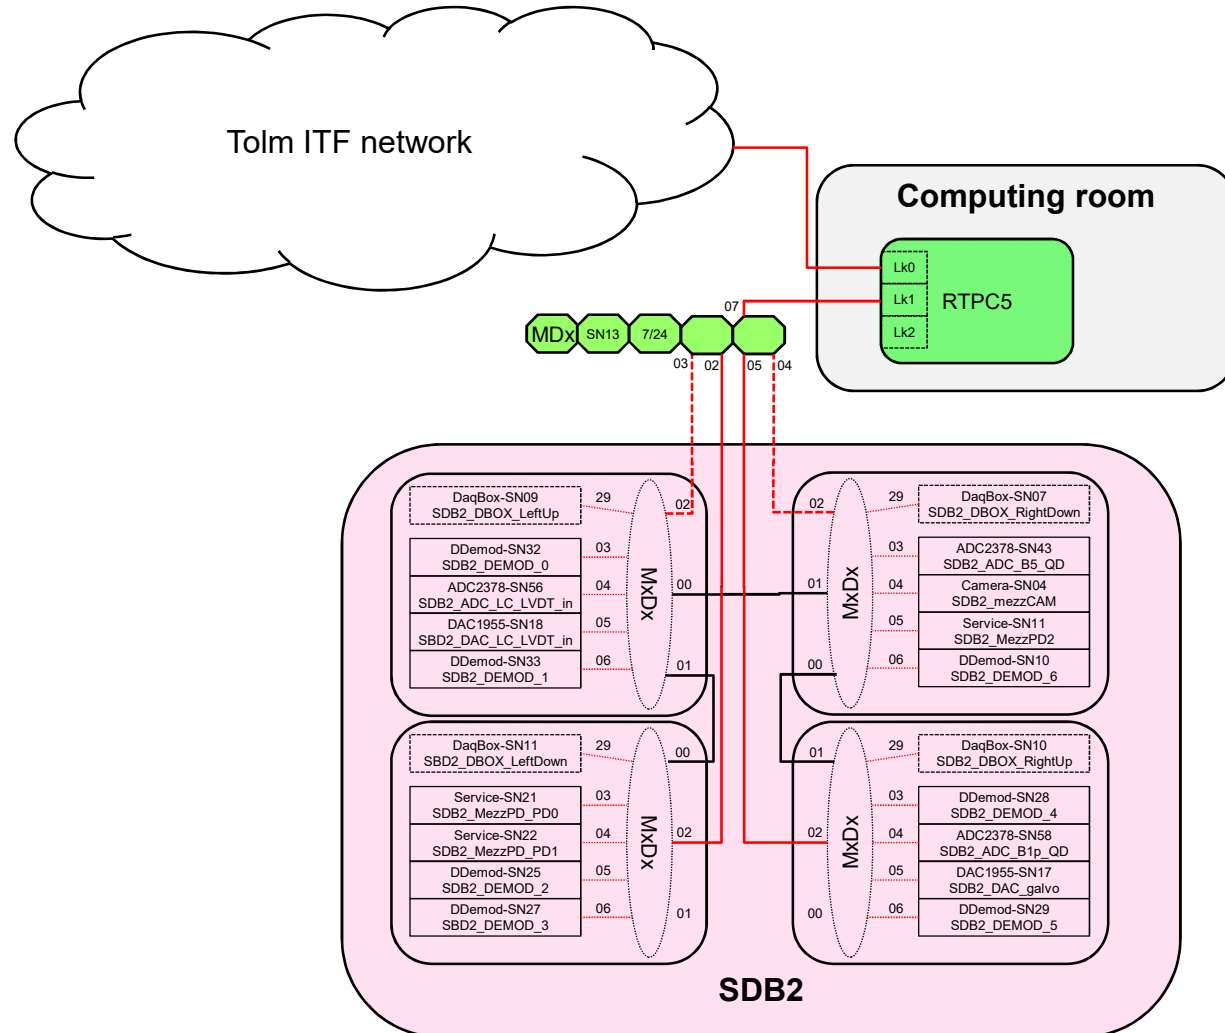 Tolm ITF network
Computing room
Lk0
Lk1
Lk2
RTPC5
07
MDx
SN13
7/24
03
02
05
04
DaqBox-SN09
SDB2_DBOX_LeftUp
29
02
DDemod-SN32
SDB2_DEMOD_0
03
ADC2378-SN56
SDB2_ADC_LC_LVDT_in
04
00
DAC1955-SN18
SBD2_DAC_LC_LVDT_in
05
DDemod-SN33
SDB2_DEMOD_1
06
01
MxDx
02
29
DaqBox-SN07
SDB2_DBOX_RightDown
03
ADC2378-SN43
SDB2_ADC_B5_QD
01
04
Camera-SN04
SDB2_mezzCAM
05
Service-SN11
SDB2_MezzPD2
00
06
DDemod-SN10
SDB2_DEMOD_6
MxDx
DaqBox-SN11
SBD2_DBOX_LeftDown
29
00
Service-SN21
SDB2_MezzPD_PD0
03
Service-SN22
SDB2_MezzPD_PD1
04
02
DDemod-SN25
SDB2_DEMOD_2
05
DDemod-SN27
SBD2_DEMOD_3
06
01
MxDx
01
29
DaqBox-SN10
SDB2_DBOX_RightUp
03
DDemod-SN28
SDB2_DEMOD_4
02
04
ADC2378-SN58
SDB2_ADC_B1p_QD
05
DAC1955-SN17
SDB2_DAC_galvo
00
06
DDemod-SN29
SDB2_DEMOD_5
MxDx
SDB2